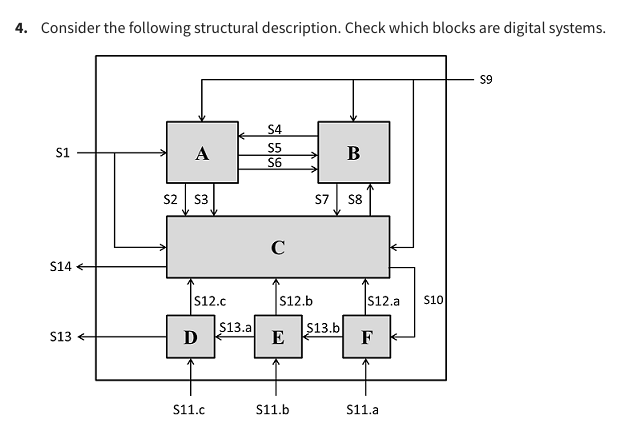 4. Consider the following structural description. Check which blocks are digital systems.
S9
S4
S1
A
S5
B
S6
S2 S3 S7 S8
C
S14
S12.c S12.b S12.a S10
S13 D S13.a E S13.b F
S11.c S11.b S11.a